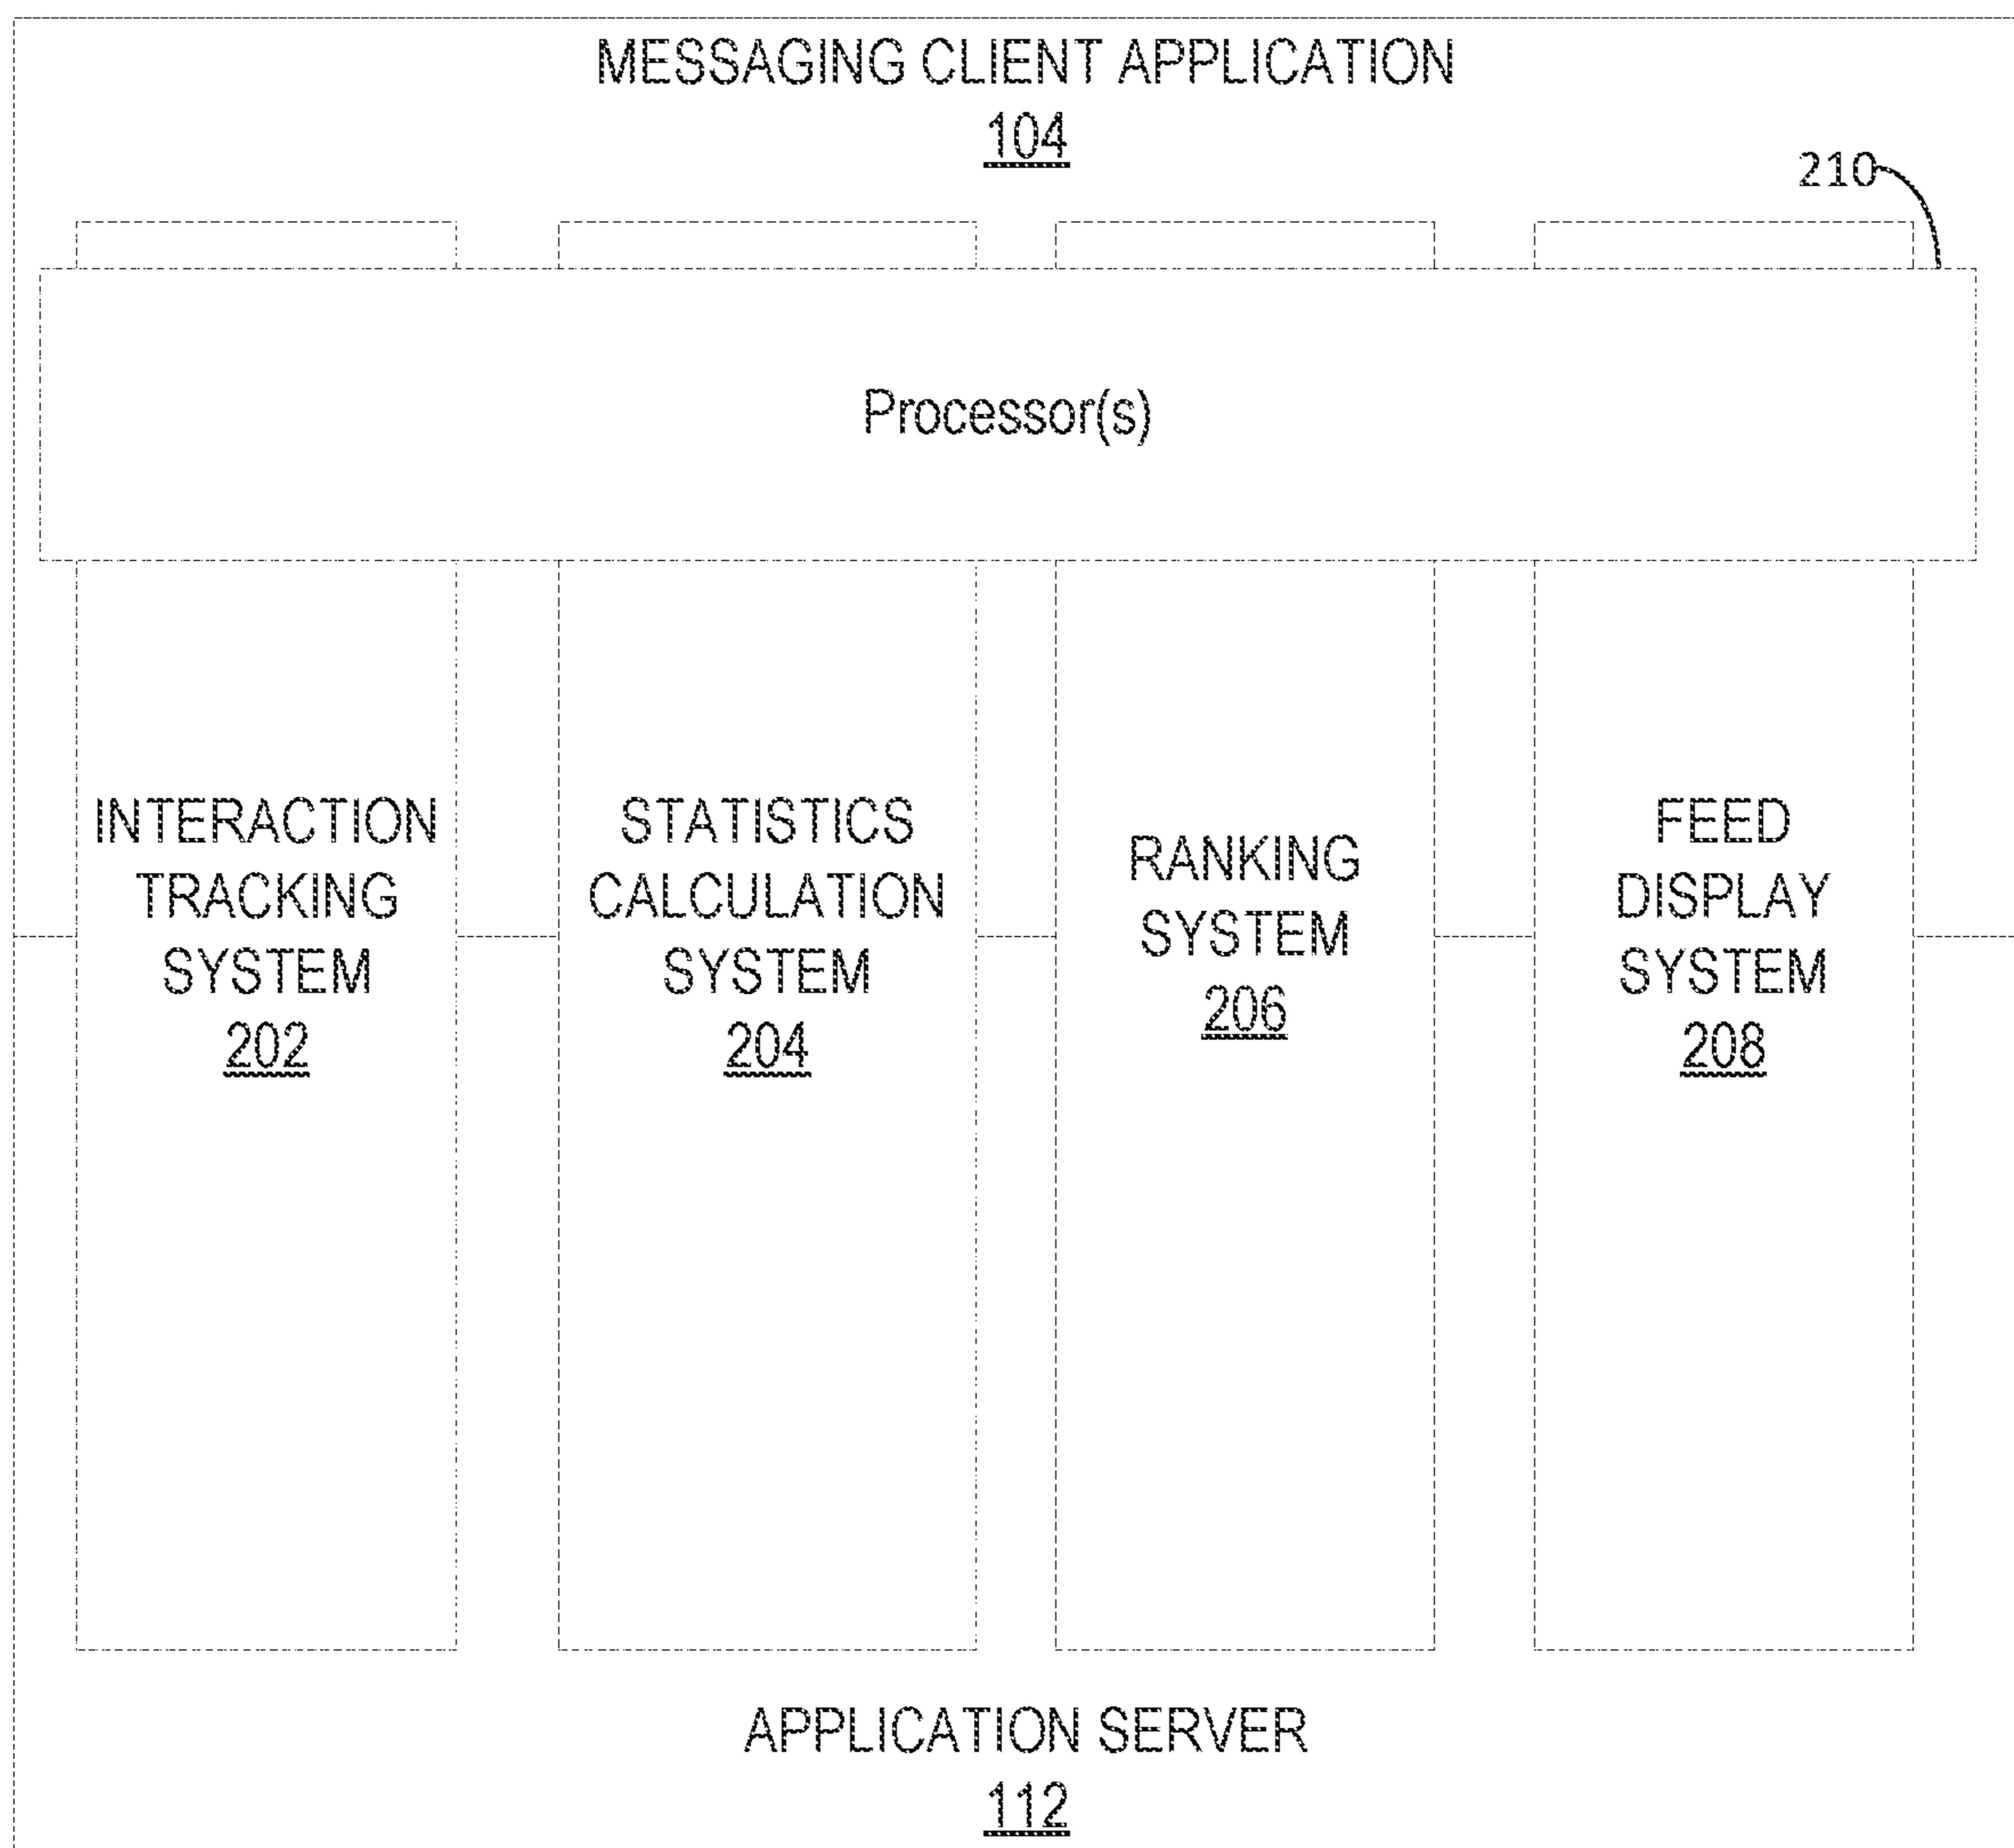 MESSAGING CLIENT APPLICATION
104
210
Processor(s)
INTERACTION
TRACKING
SYSTEM
202
STATISTICS
CALCULATION
SYSTEM
204
RANKING
SYSTEM
206
FEED
DISPLAY
SYSTEM
208
APPLICATION SERVER
112